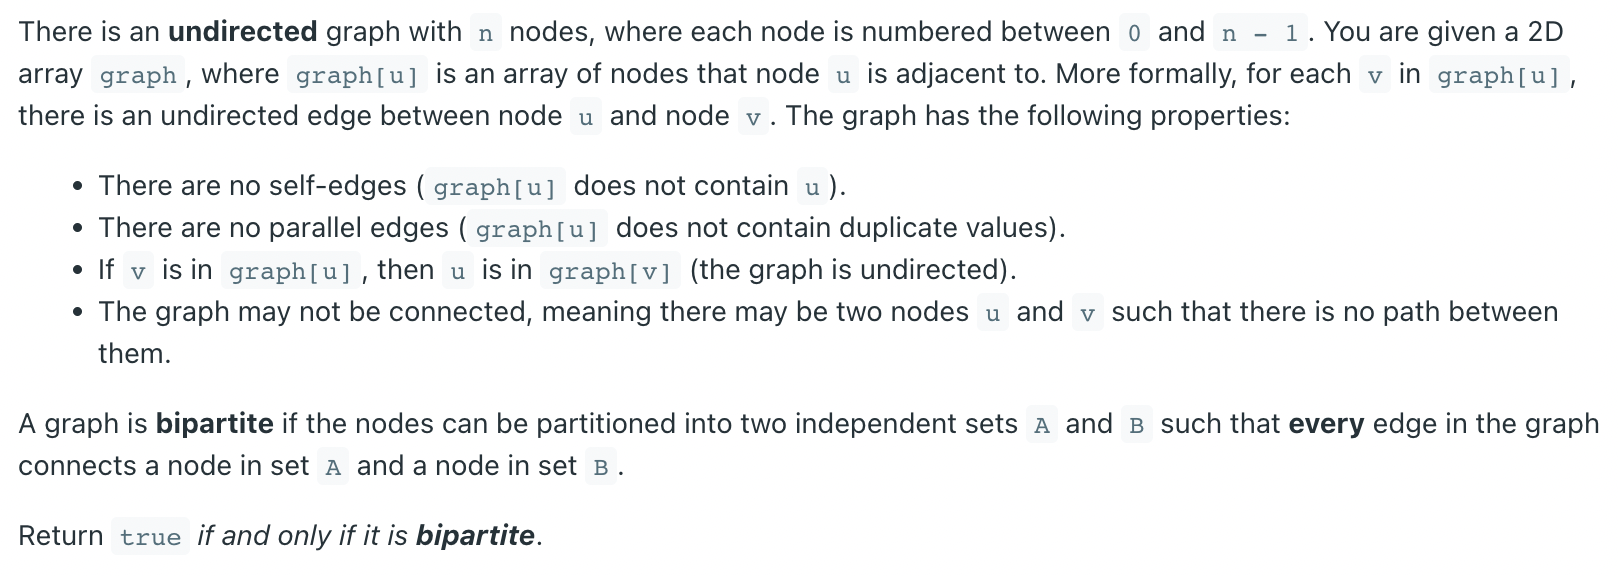 There is an undirected graph with n nodes, where each node is numbered between 0 and n - 1. You are given a 2D
array graph, where graph[u] is an array of nodes that node u is adjacent to. More formally, for each v in graph[u],
there is an undirected edge between node u and node v. The graph has the following properties:
• There are no self-edges (graph[u] does not contain u).
• There are no parallel edges (graph[u] does not contain duplicate values).
• If v is in graph[u], then u is in graph[v] (the graph is undirected).
• The graph may not be connected, meaning there may be two nodes u and v such that there is no path between
them.
A graph is bipartite if the nodes can be partitioned into two independent sets A and B such that every edge in the graph
connects a node in set A and a node in set B.
Return true if and only if it is bipartite.